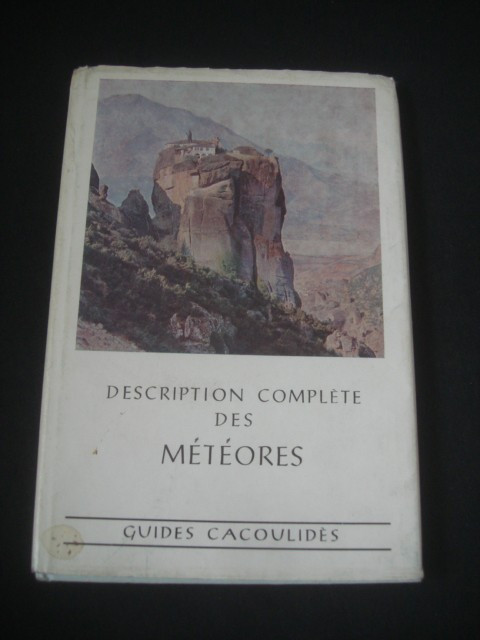 DESCRIPTION COMPLÈTE
DES
MÉTÉORES
GUIDES CACOULIDÈS